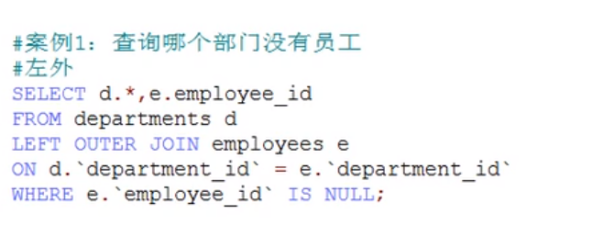 #案例1：查询哪个部门没有员工
#左外
SELECT d.*,e.employee_id
FROM departments d
LEFT OUTER JOIN employees e
ON d.`department_id` = e.`department_id`
WHERE e.`employee_id` IS NULL;